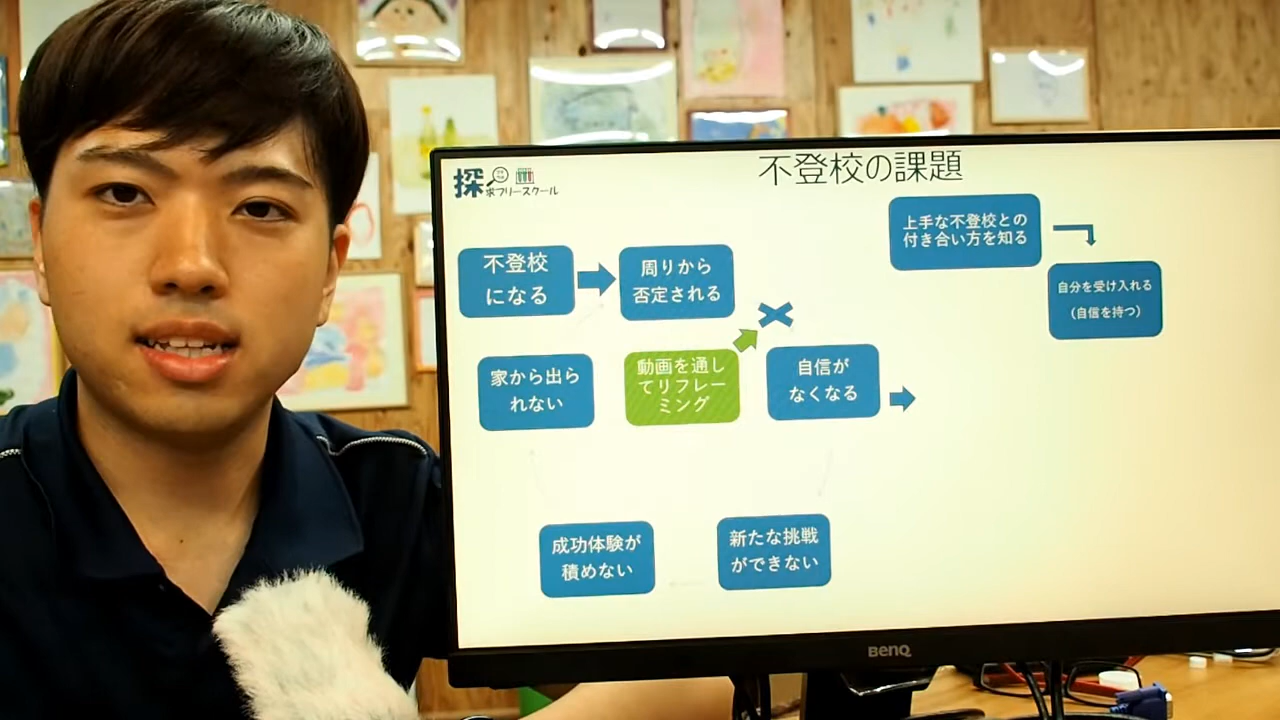 不登校の課題
探
求フリースクール
上手な不登校との
付き合い方を知る
不登校
になる
周りから
否定される
自分を受け入れる
（自信を持つ）
家から出ら
れない
動画を通し
てリフレー
ミング
自信が
なくなる
成功体験が
積めない
新たな挑戦
ができない
BenQ